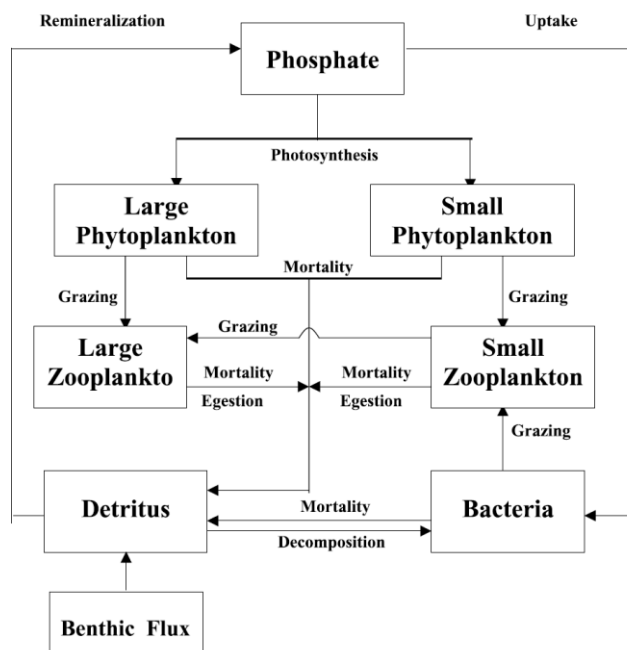 Remineralization
Uptake
Phosphate
Photosynthesis
Large
Phytoplankton
Small
Phytoplankton
Mortality
Grazing
Grazing
Grazing
Large
Zooplankto
Small
Zooplankton
Mortality
Egestion
Mortality
Egestion
Grazing
Detritus
Mortality
Decomposition
Bacteria
Benthic Flux